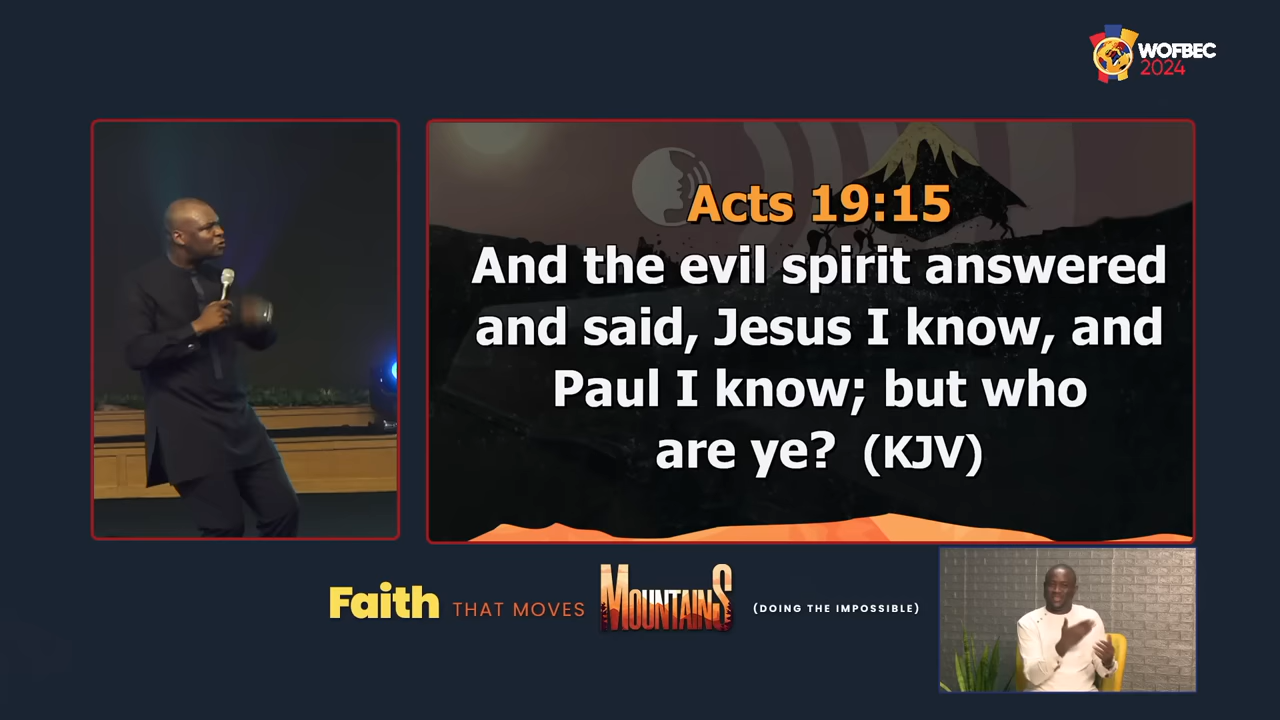 WOFBEC
2024
Acts 19:15
And the evil spirit answered
and said, Jesus I know, and
Paul I know; but who
are ye? (KJV)
Faith THAT MOVES MOUNTAINS (DOING THE IMPOSSIBLE)